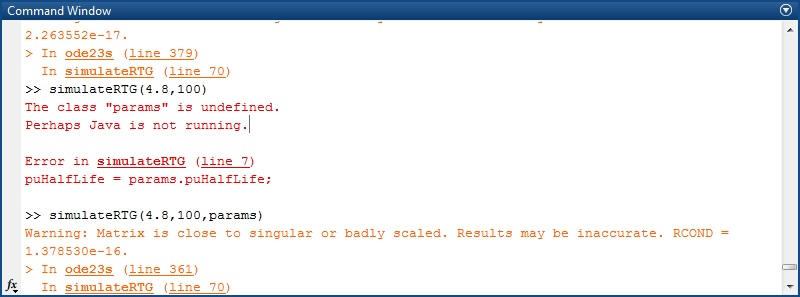 Command Window
2.263552e-17.
> In ode23s (line 379)
In simulateRTG (line 70)
>> simulateRTG(4.8,100)
The class "params" is undefined.
Perhaps Java is not running.
Error in simulateRTG (line 7)
puHalfLife = params.puHalfLife;
>> simulateRTG(4.8,100,params)
Warning: Matrix is close to singular or badly scaled. Results may be inaccurate. RCOND =
1.378530e-16.
> In ode23s (line 361)
fx In simulateRTG (line 70)